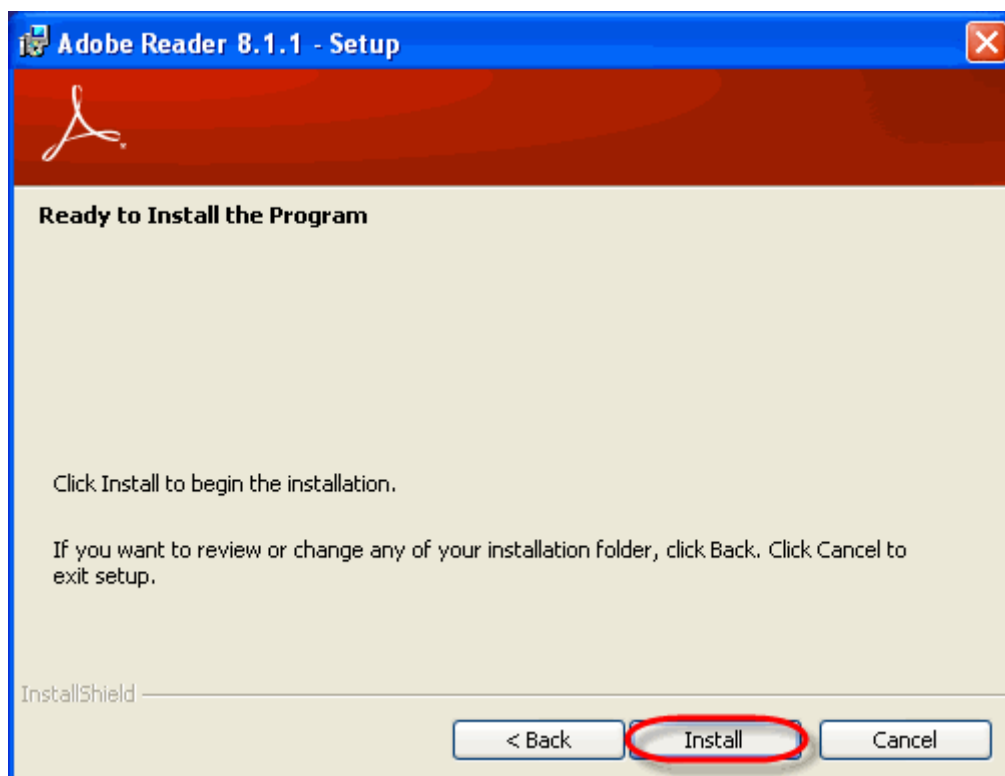 Adobe Reader 8.1.1 - Setup
Ready to Install the Program
Click Install to begin the installation.
If you want to review or change any of your installation folder, click Back. Click Cancel to
exit setup.
InstallShield
< Back
Install
Cancel